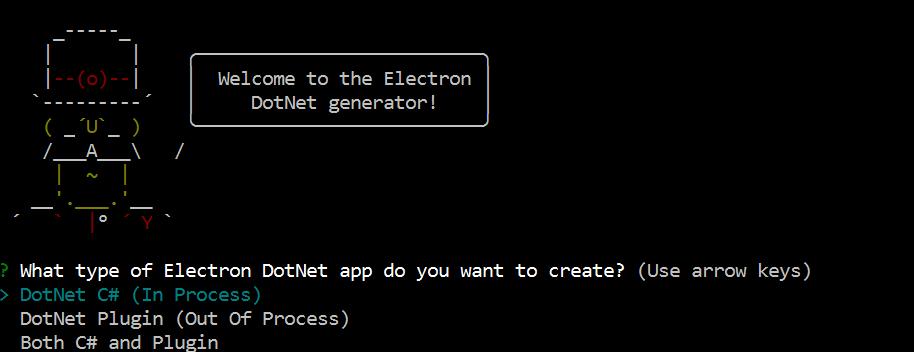 Welcome to the Electron
DotNet generator!
? What type of Electron DotNet app do you want to create? (Use arrow keys)
> DotNet C# (In Process)
DotNet Plugin (Out Of Process)
Both C# and Plugin